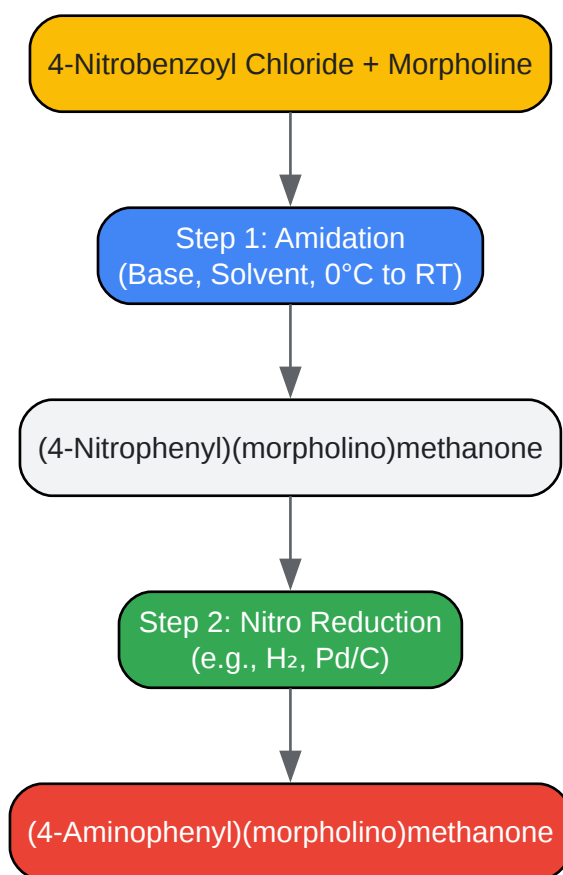 4-Nitrobenzoyl Chloride + Morpholine
Step 1: Amidation
(Base, Solvent, 0°C to RT)
(4-Nitrophenyl)(morpholino)methanone
Step 2: Nitro Reduction
(e.g., H₂, Pd/C)
(4-Aminophenyl)(morpholino)methanone